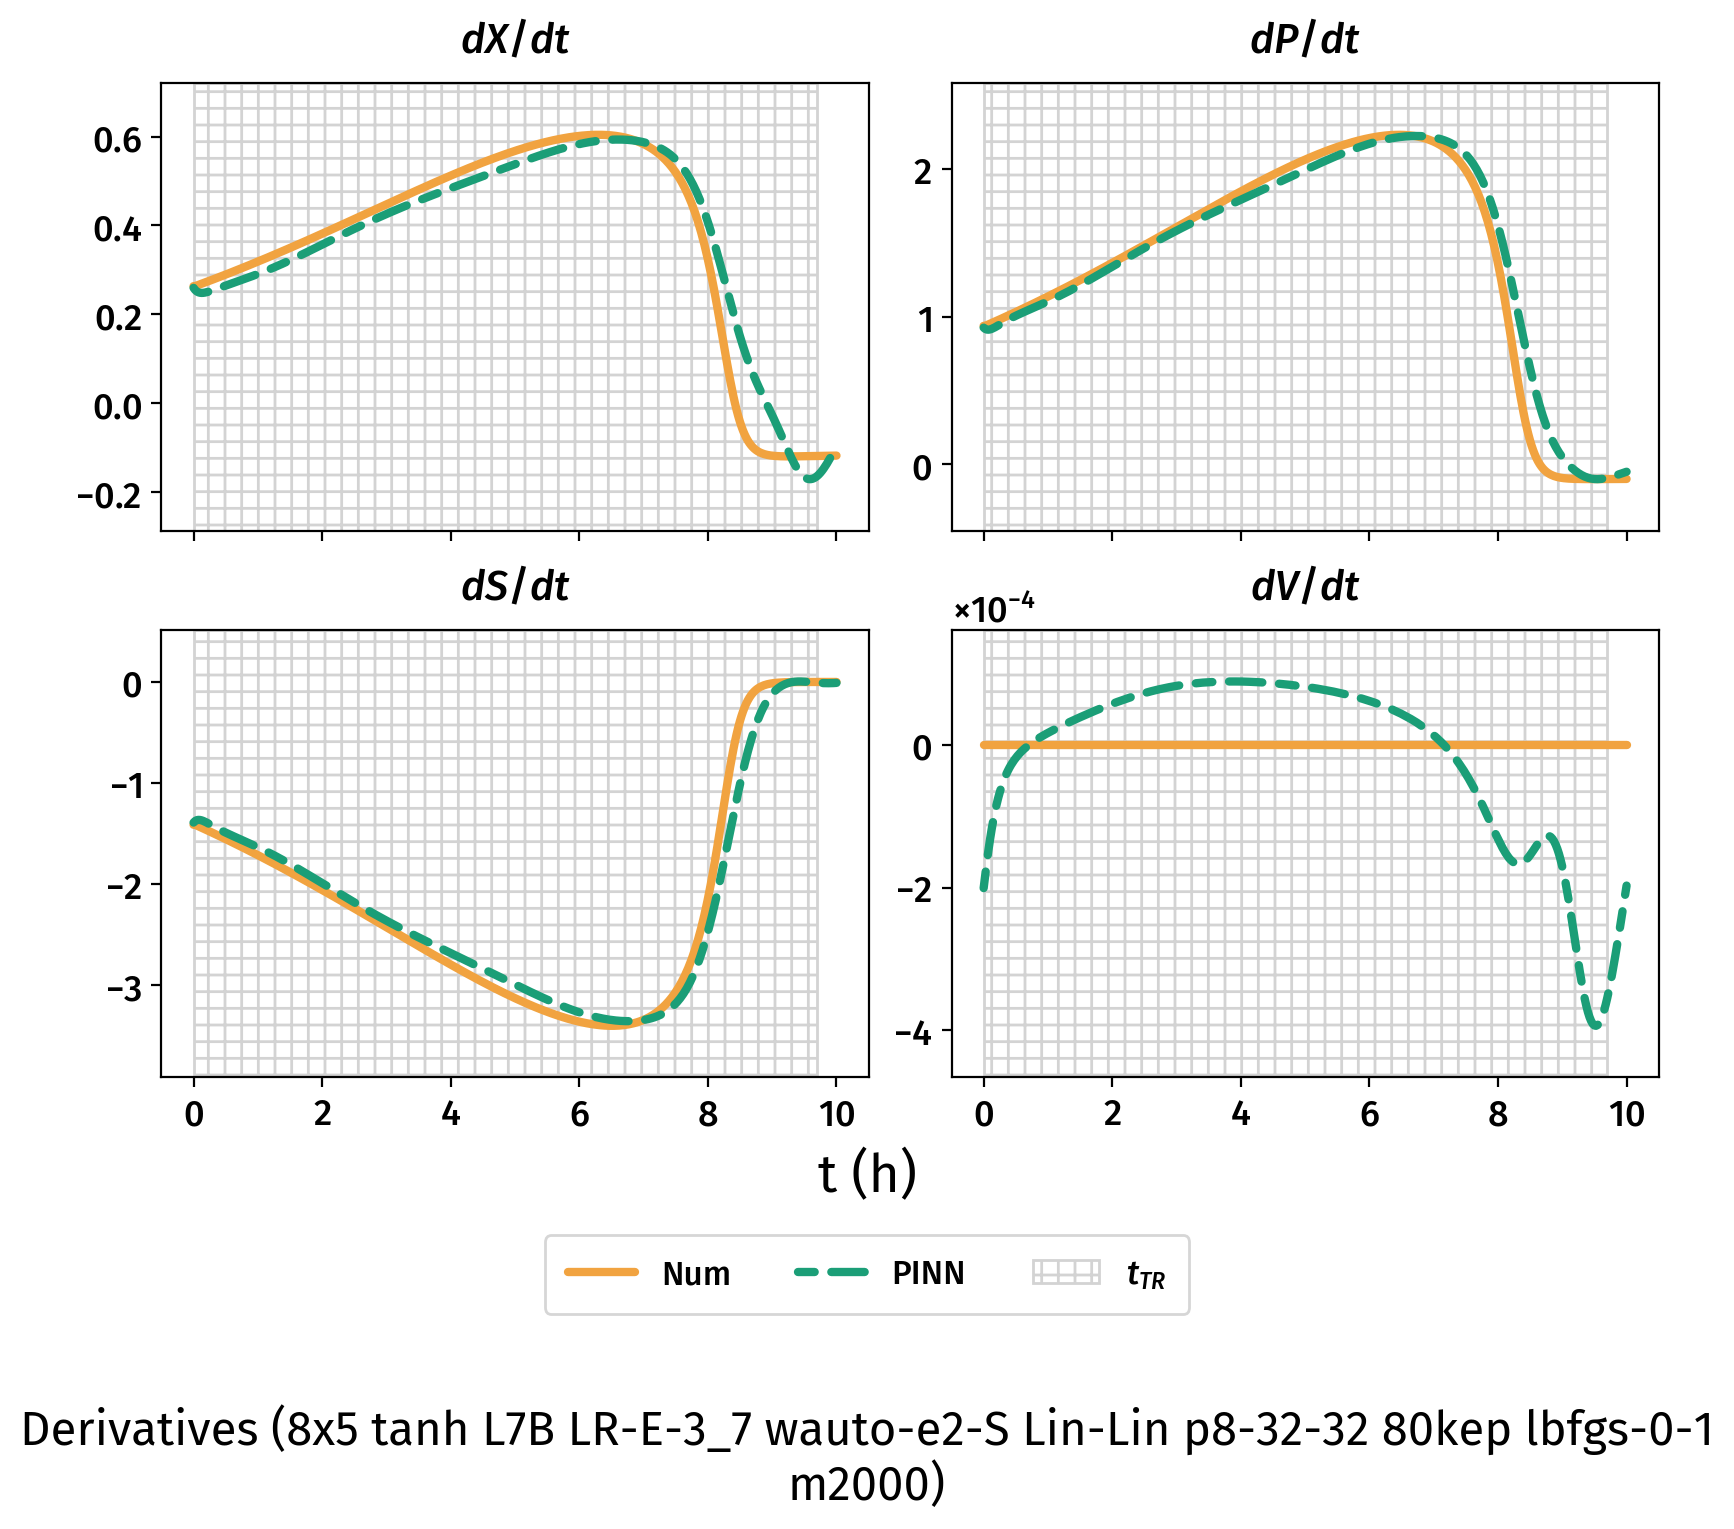 dX/dt
dP/dt
0.6
0.4
0.2
0.0
−0.2
2
1
0
dS/dt
dV/dt
×10⁻⁴
0
−1
−2
−3
0
−2
−4
0 2 4 6 8 10
0 2 4 6 8 10
t (h)
Num PINN t_TR
Derivatives (8x5 tanh L7B LR-E-3_7 wauto-e2-S Lin-Lin p8-32-32 80kep lbfgs-0-1
m2000)